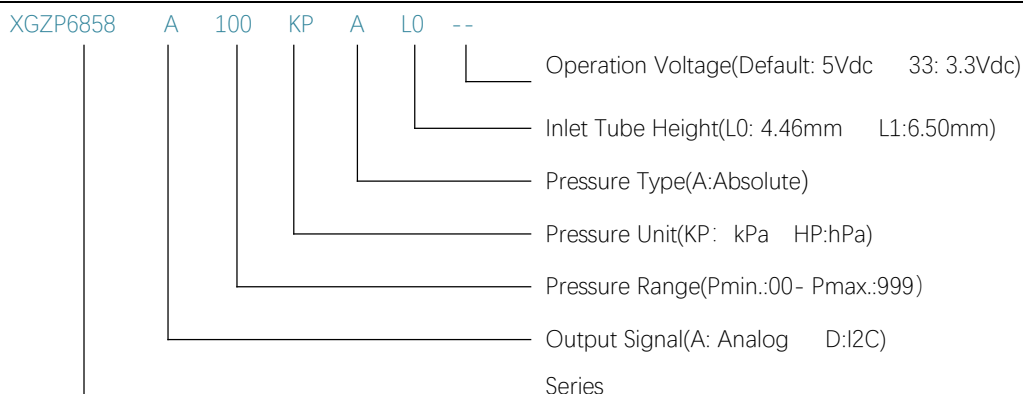 XGZP6858 A 100 KP A L0 --
Operation Voltage(Default: 5Vdc 33: 3.3Vdc)
Inlet Tube Height(L0: 4.46mm L1:6.50mm)
Pressure Type(A:Absolute)
Pressure Unit(KP: kPa HP:hPa)
Pressure Range(Pmin.:00- Pmax.:999)
Output Signal(A: Analog D:I2C)
Series